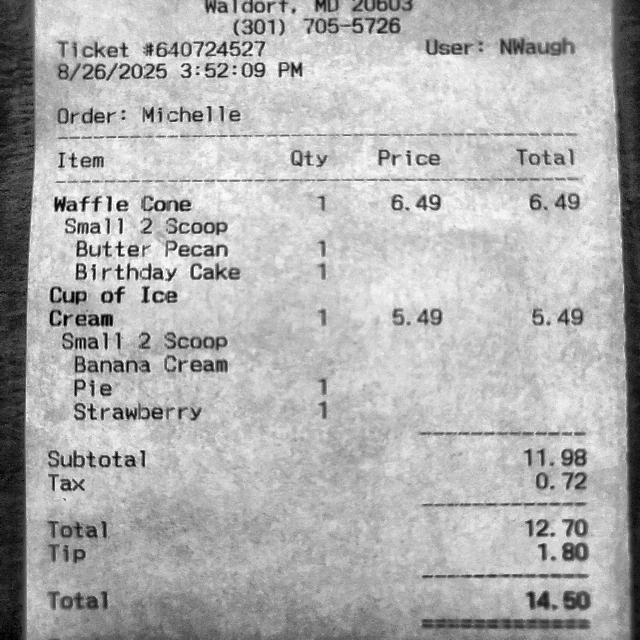 Waldorf, MD 20603
(301) 705-5726
Ticket #640724527 User: NWaugh
8/26/2025 3:52:09 PM
Order: Michelle
Item Qty Price Total
Waffle Cone 1 6.49 6.49
Small 2 Scoop
Butter Pecan 1
Birthday Cake 1
Cup of Ice
Cream 1 5.49 5.49
Small 2 Scoop
Banana Cream
Pie 1
Strawberry 1
Subtotal 11.98
Tax 0.72
Total 12.70
Tip 1.80
Total 14.50